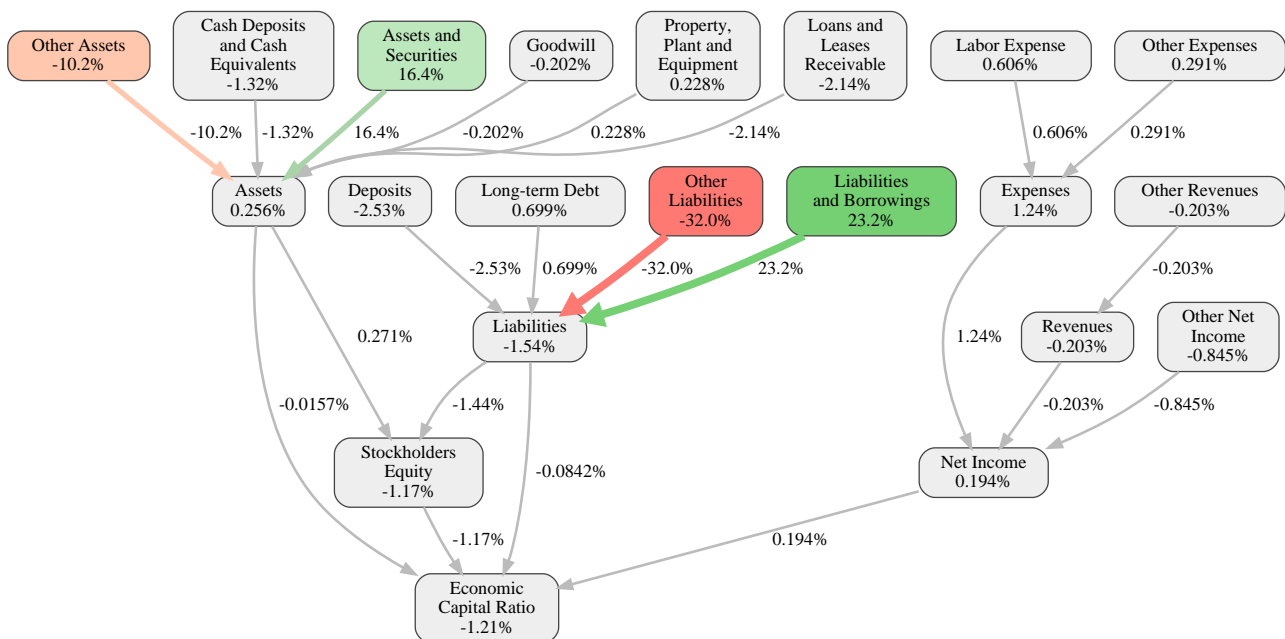 Other Assets
-10.2%
Cash Deposits
and Cash
Equivalents
-1.32%
Assets and
Securities
16.4%
Goodwill
-0.202%
Property,
Plant and
Equipment
0.228%
Loans and
Leases
Receivable
-2.14%
Labor Expense
0.606%
Other Expenses
0.291%
-10.2%
-1.32%
16.4%
-0.202%
0.228%
-2.14%
0.606%
0.291%
Assets
0.256%
Deposits
-2.53%
Long-term Debt
0.699%
Other
Liabilities
-32.0%
Liabilities
and Borrowings
23.2%
Expenses
1.24%
Other Revenues
-0.203%
-2.53%
0.699%
-32.0%
23.2%
-0.203%
0.271%
Liabilities
-1.54%
1.24%
Revenues
-0.203%
Other Net
Income
-0.845%
-0.0157%
-1.44%
-0.203%
-0.845%
Stockholders
Equity
-1.17%
-0.0842%
Net Income
0.194%
-1.17%
0.194%
Economic
Capital Ratio
-1.21%